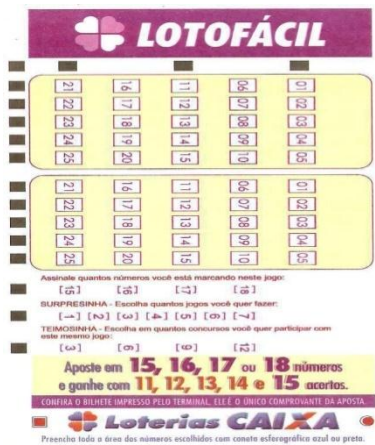 LOTOFÁCIL
21 16 11 06 01
22 17 12 07 02
23 18 13 08 03
24 19 14 09 04
25 20 15 10 05
21 16 11 06 01
22 17 12 07 02
23 18 13 08 03
24 19 14 09 04
25 20 15 10 05
Assinale quantos números você está marcando neste jogo:
[15] [16] [17] [18]
SURPRESINHA - Escolha quantos jogos você quer fazer:
[1] [2] [3] [4] [5] [6] [7]
TEIMOSINHA - Escolha em quantos concursos você quer participar com
este mesmo jogo:
[3] [6] [9] [12]
Aposte em 15, 16, 17 ou 18 números
e ganhe com 11, 12, 13, 14 e 15 acertos.
CONFIRA O BILHETE IMPRESSO PELO TERMINAL, ELE É O ÚNICO COMPROVANTE DA APOSTA.
Loterias CAIXA
Preencha toda a área dos números escolhidos com caneta esferográfica azul ou preta.